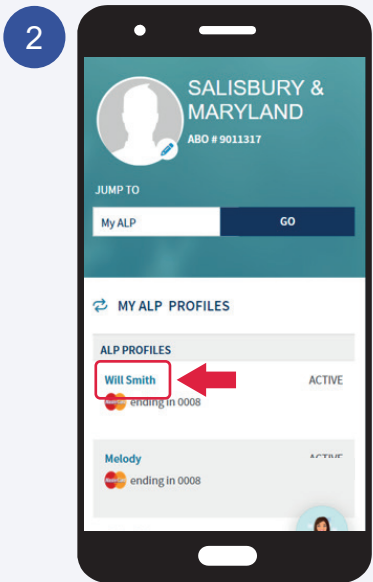 2
SALISBURY &
MARYLAND
ABO # 9011317
JUMP TO
My ALP GO
MY ALP PROFILES
ALP PROFILES
Will Smith ACTIVE
ending in 0008
Melody ACTIVE
ending in 0008